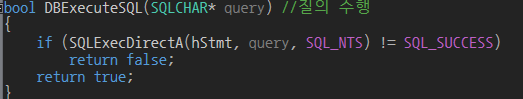 bool DBExecuteSQL(SQLCHAR* query) //질의 수행
{
if (SQLExecDirectA(hStmt, query, SQL_NTS) != SQL_SUCCESS)
return false;
return true;
}